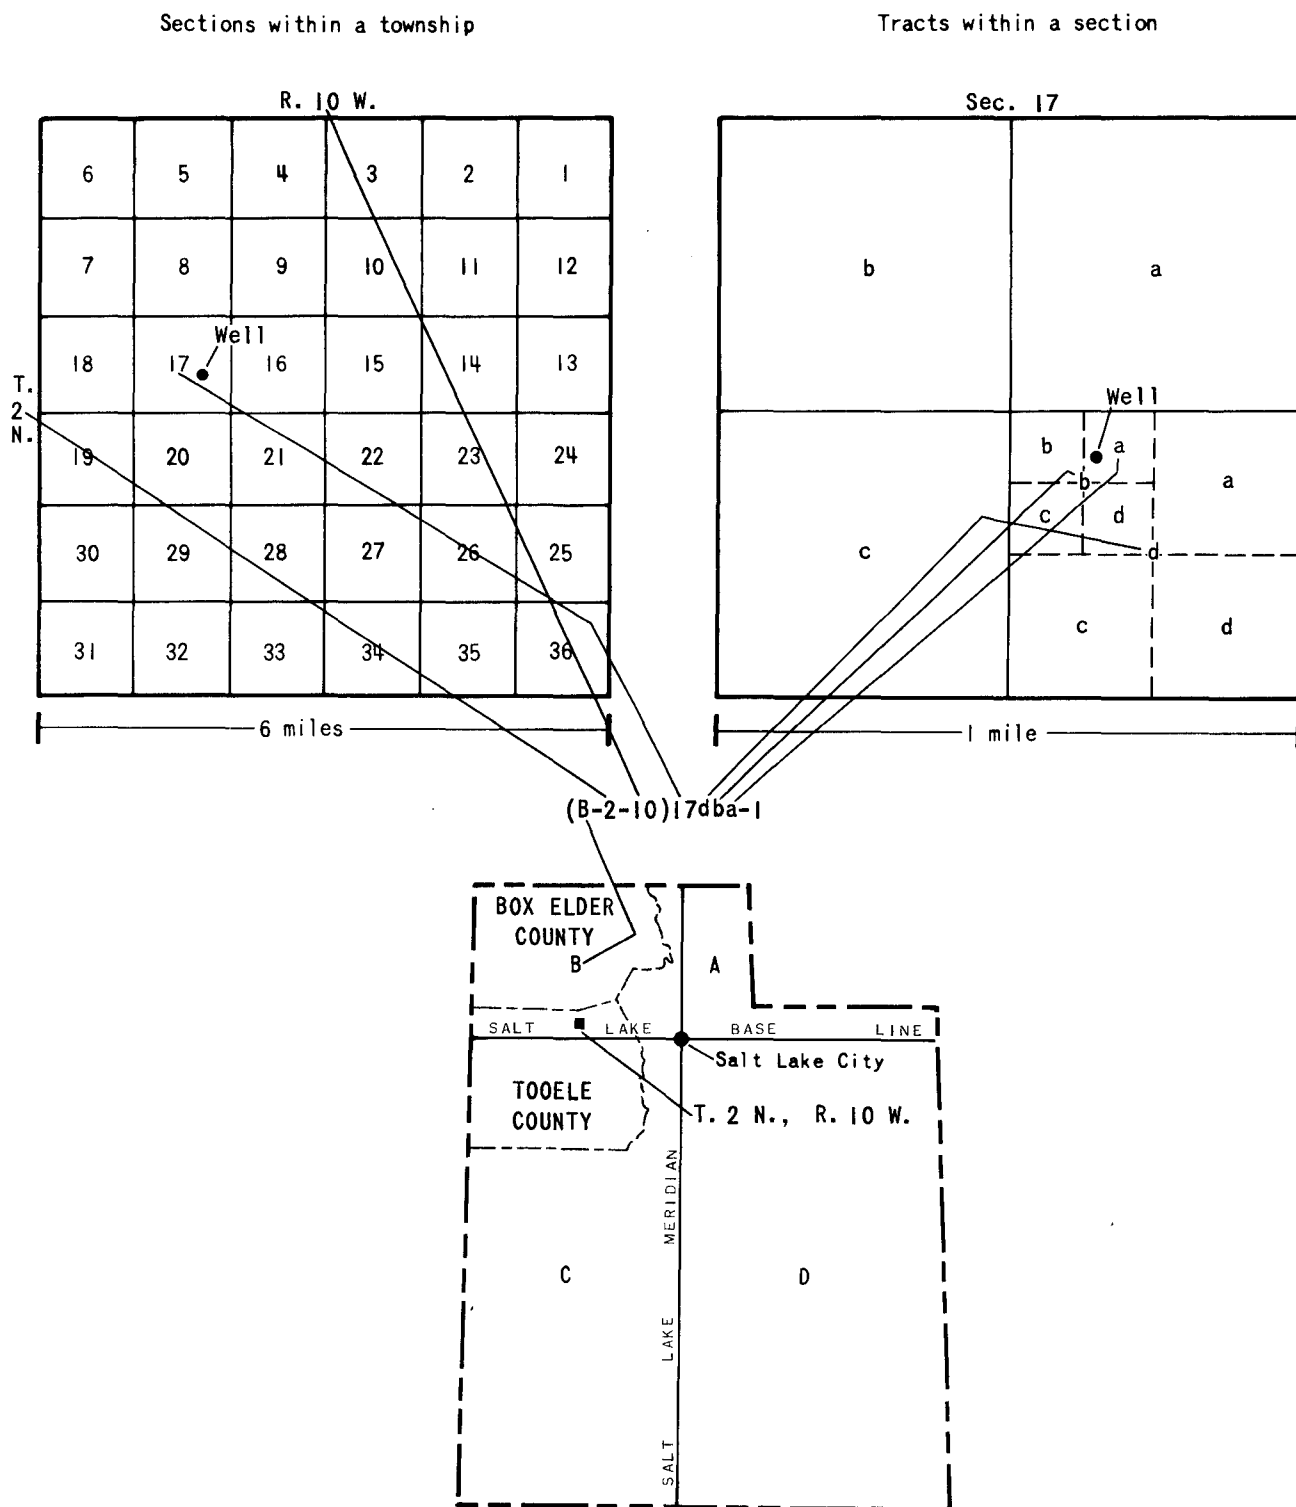 Sections within a township
R. 10 W.
6 5 4 3 2 1
7 8 9 10 11 12
Well
18 17 16 15 14 13
T.
2
N.
19 20 21 22 23 24
30 29 28 27 26 25
31 32 33 34 35 36
6 miles
Tracts within a section
Sec. 17
b a
Well
b a
b
a
c d
c
d
c d
1 mile
(B-2-10)17dba-1
BOX ELDER
COUNTY
B
A
SALT LAKE BASE LINE
Salt Lake City
TOOELE
COUNTY
T. 2 N., R. 10 W.
C
D
SALT LAKE MERIDIAN